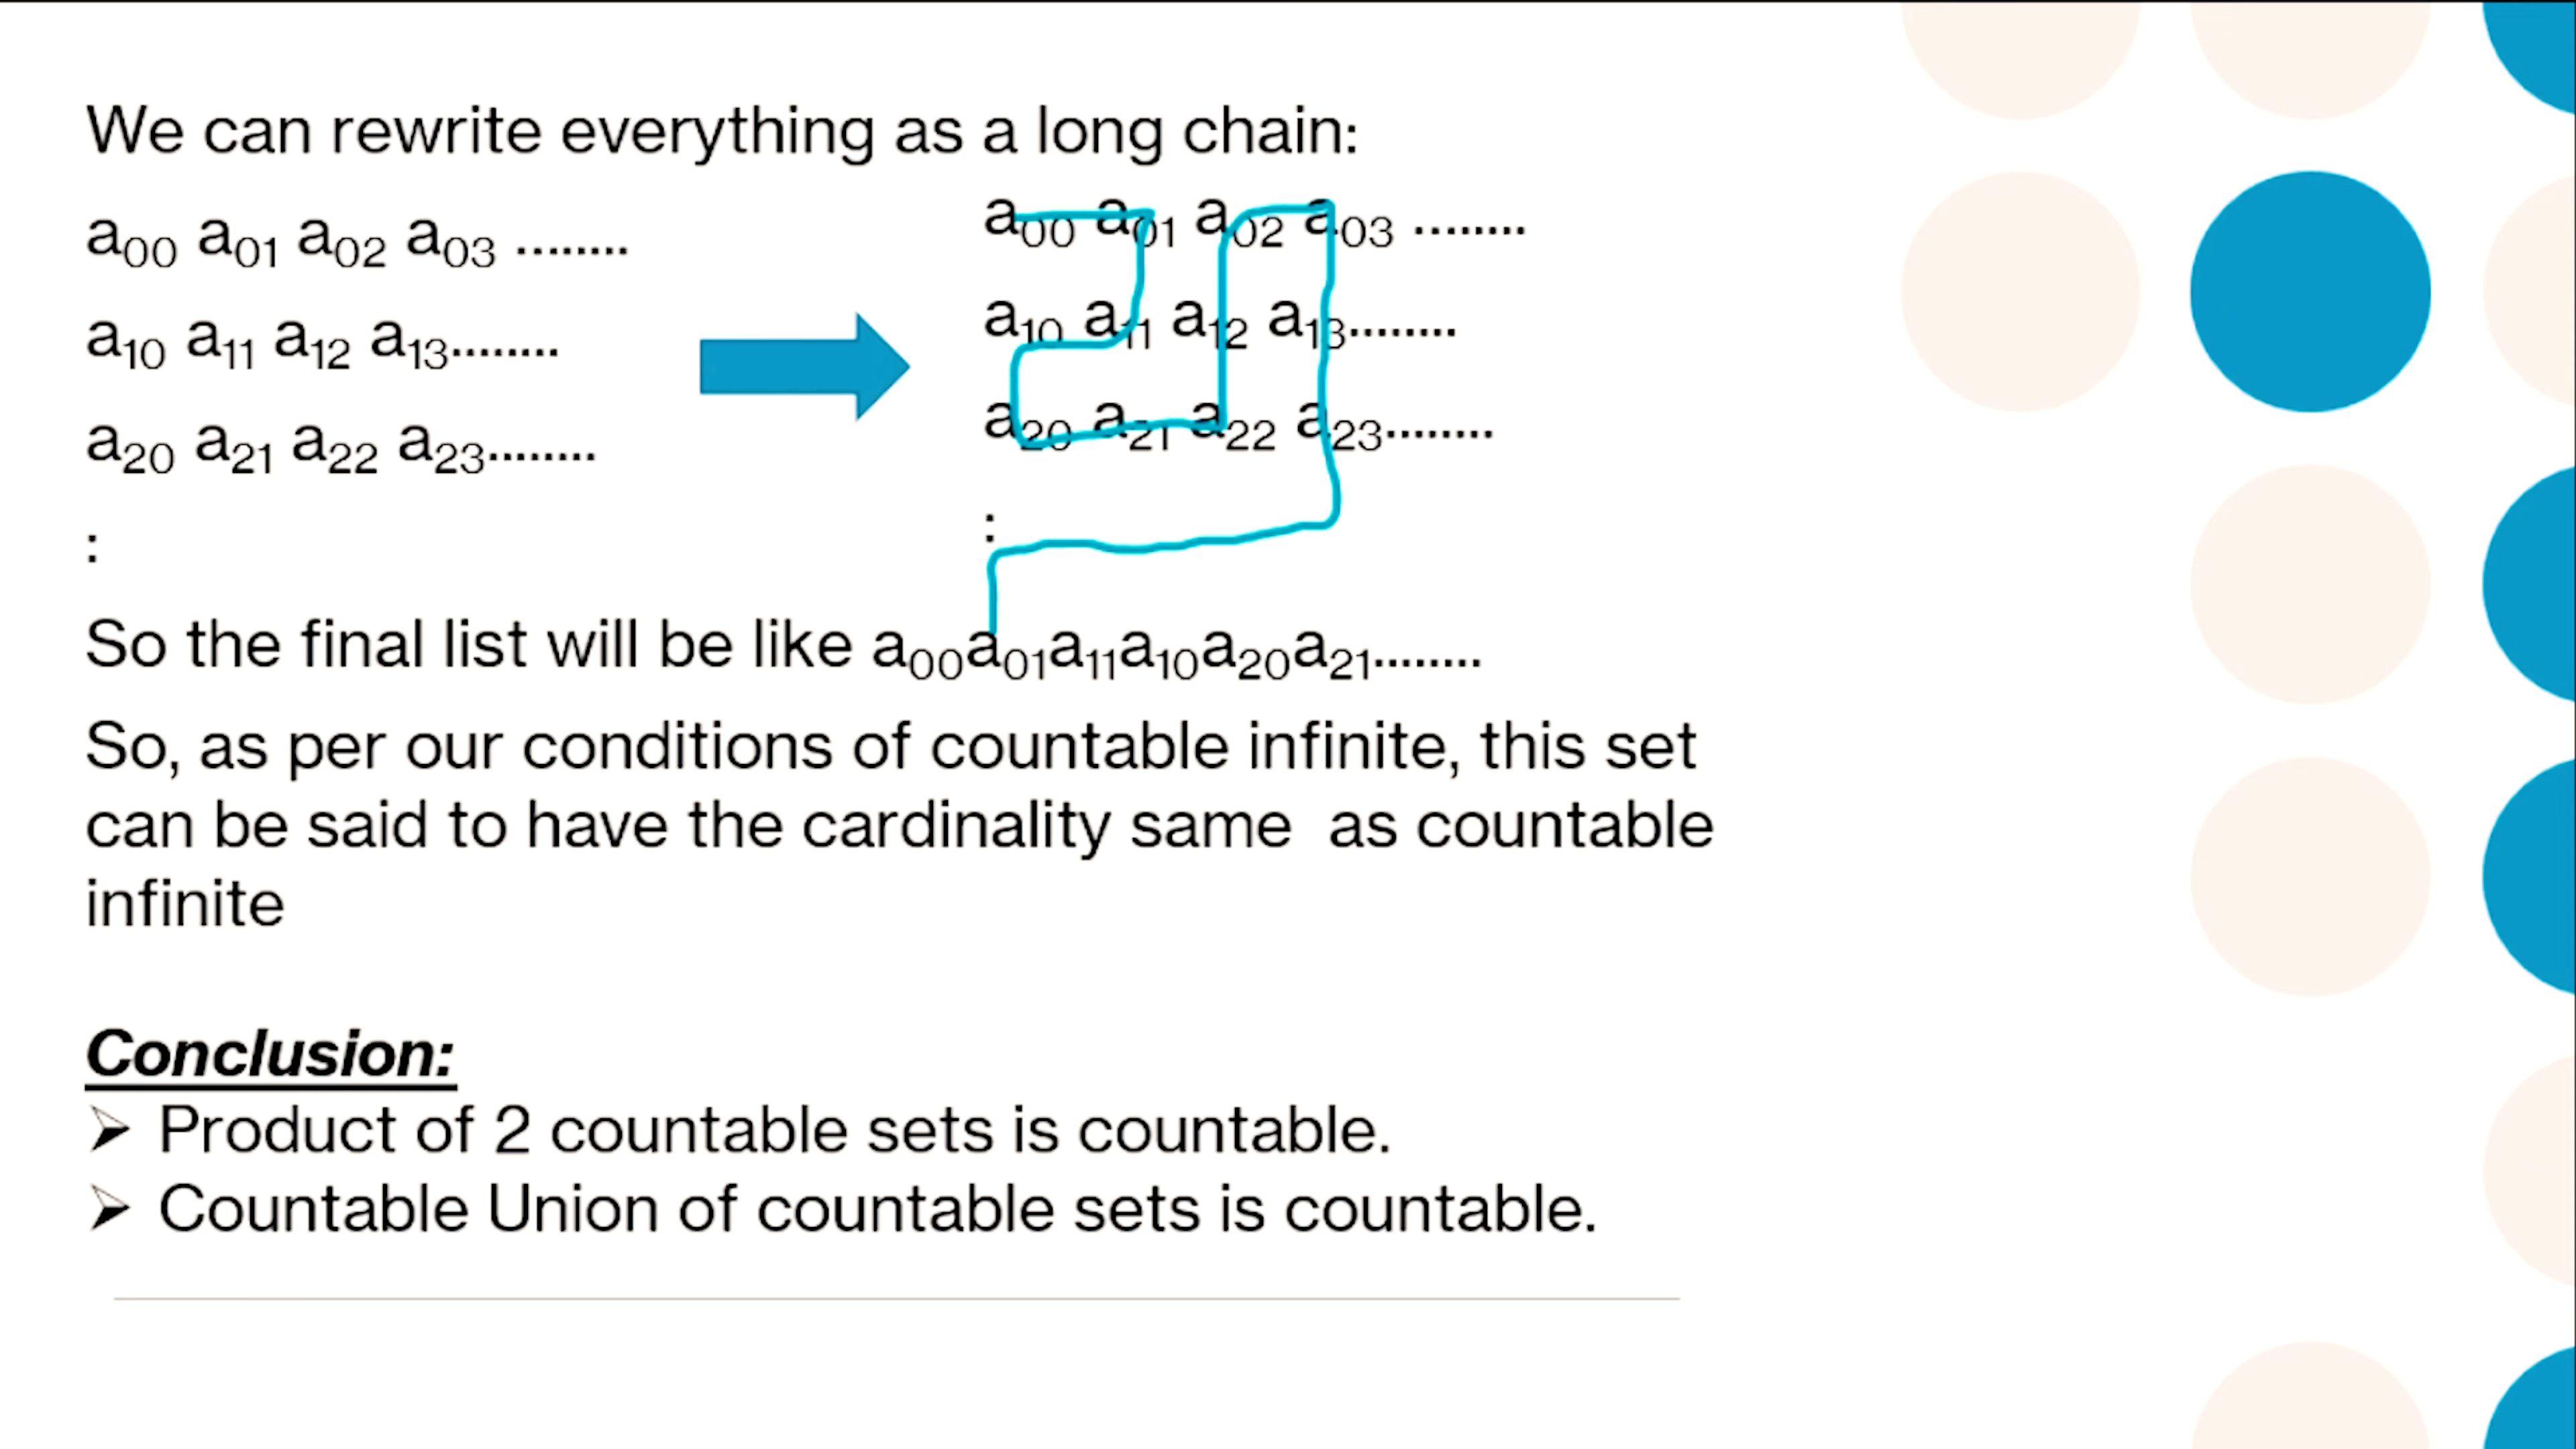 We can rewrite everything as a long chain:
a00 a01 a02 a03 ........
a10 a11 a12 a13........
a20 a21 a22 a23........
:
a00 a01 a02 a03 ........
a10 a11 a12 a13........
a20 a21 a22 a23........
:
So the final list will be like a00a01a11a10a20a21........
So, as per our conditions of countable infinite, this set
can be said to have the cardinality same as countable
infinite
Conclusion:
➢ Product of 2 countable sets is countable.
➢ Countable Union of countable sets is countable.